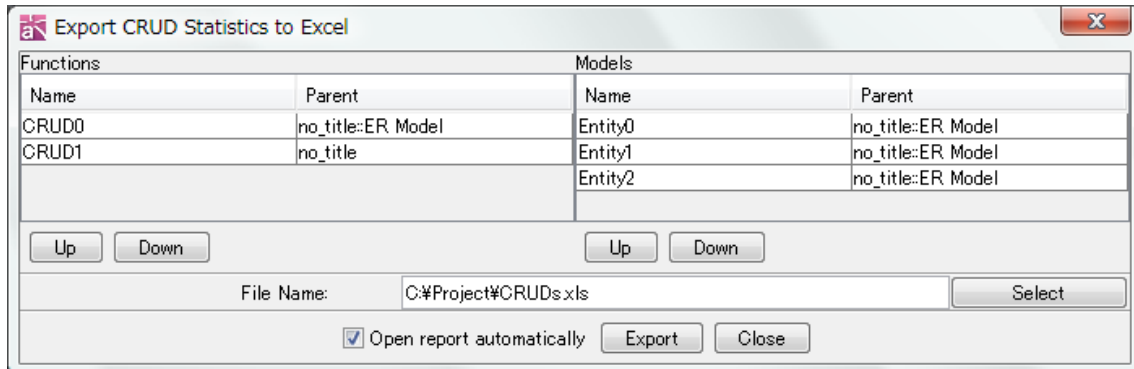 Export CRUD Statistics to Excel
Functions Models
Name Parent Name Parent
CRUD0 no_title::ER Model Entity0 no_title::ER Model
CRUD1 no_title Entity1 no_title::ER Model
Entity2 no_title::ER Model
Up Down Up Down
File Name: C:¥Project¥CRUDs.xls Select
Open report automatically Export Close